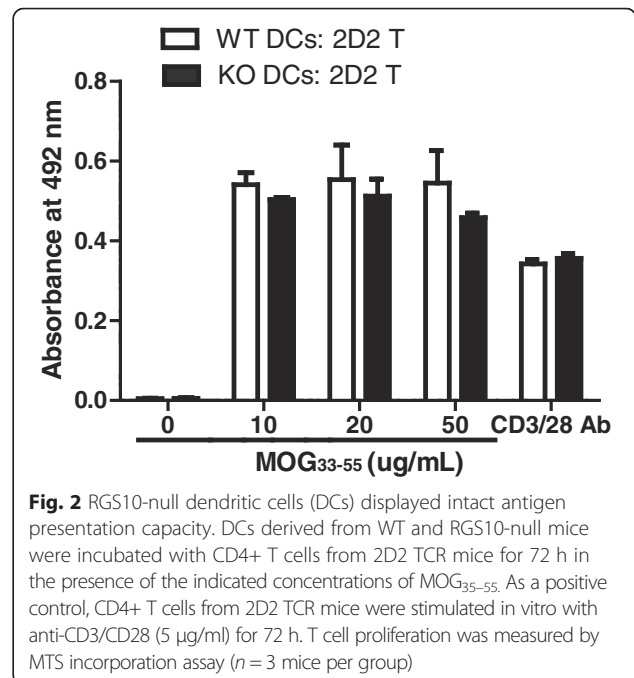 WT DCs: 2D2 T
KO DCs: 2D2 T
Absorbance at 492 nm
0.8
0.6
0.4
0.2
0.0
0 10 20 50 CD3/28 Ab
MOG33-55 (ug/mL)
Fig. 2 RGS10-null dendritic cells (DCs) displayed intact antigen
presentation capacity. DCs derived from WT and RGS10-null mice
were incubated with CD4+ T cells from 2D2 TCR mice for 72 h in
the presence of the indicated concentrations of MOG35–55. As a positive
control, CD4+ T cells from 2D2 TCR mice were stimulated in vitro with
anti-CD3/CD28 (5 μg/ml) for 72 h. T cell proliferation was measured by
MTS incorporation assay (n = 3 mice per group)